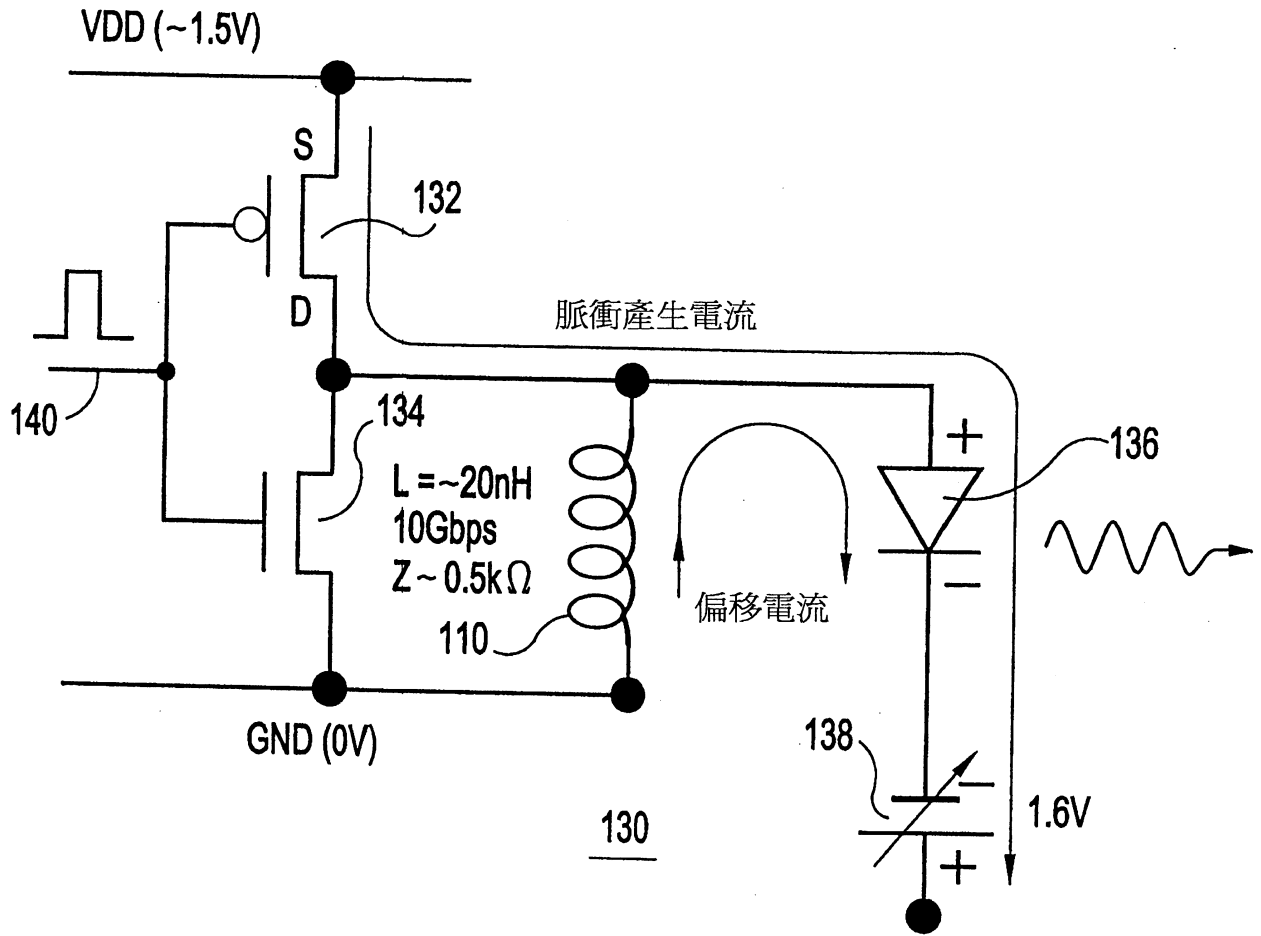 VDD (~1.5V)
S
132
D
脈衝產生電流
140
134
+
136
L = ~20nH
10Gbps
Z ~ 0.5kΩ
−
偏移電流
110
GND (0V)
138
−
1.6V
130
+